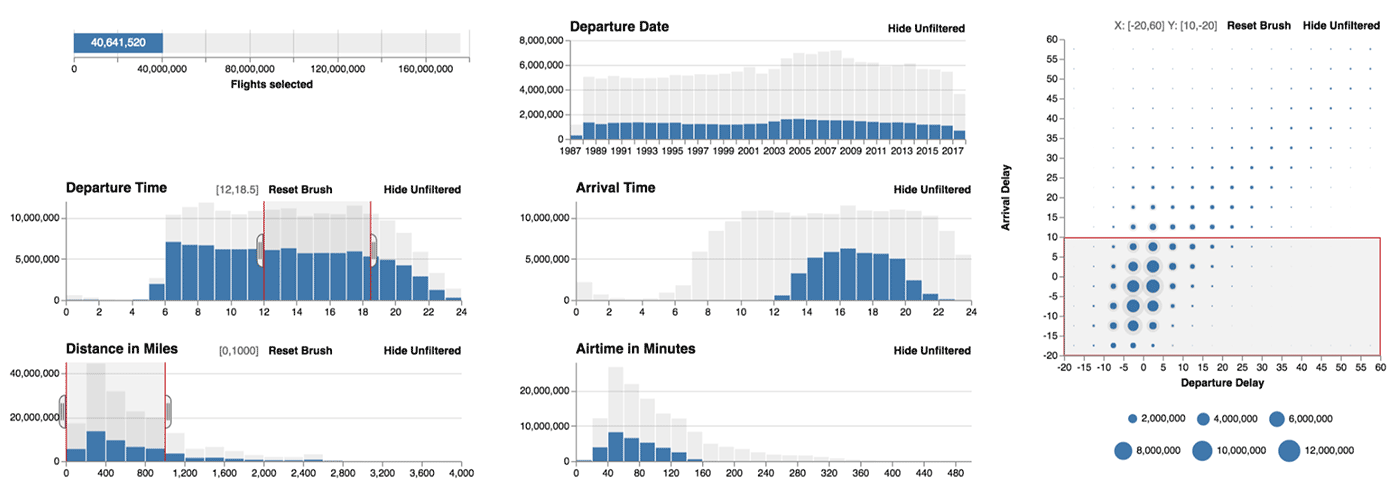 40,641,520
0 40,000,000 80,000,000 120,000,000 160,000,000
Flights selected
Departure Date Hide Unfiltered
8,000,000
6,000,000
4,000,000
2,000,000
0
1987 1989 1991 1993 1995 1997 1999 2001 2003 2005 2007 2009 2011 2013 2015 2017
Departure Time [12,18.5] Reset Brush Hide Unfiltered
10,000,000
5,000,000
0
0 2 4 6 8 10 12 14 16 18 20 22 24
Arrival Time Hide Unfiltered
10,000,000
5,000,000
0
0 2 4 6 8 10 12 14 16 18 20 22 24
Distance in Miles [0,1000] Reset Brush Hide Unfiltered
40,000,000
20,000,000
0
0 400 800 1,200 1,600 2,000 2,400 2,800 3,200 3,600 4,000
Airtime in Minutes Hide Unfiltered
20,000,000
10,000,000
0
0 40 80 120 160 200 240 280 320 360 400 440 480
X: [-20,60] Y: [10,-20] Reset Brush Hide Unfiltered
60
55
50
45
40
35
30
25
20
15
10
5
0
-5
-10
-15
-20
Arrival Delay
-20 -15 -10 -5 0 5 10 15 20 25 30 35 40 45 50 55 60
Departure Delay
2,000,000 4,000,000 6,000,000
8,000,000 10,000,000 12,000,000